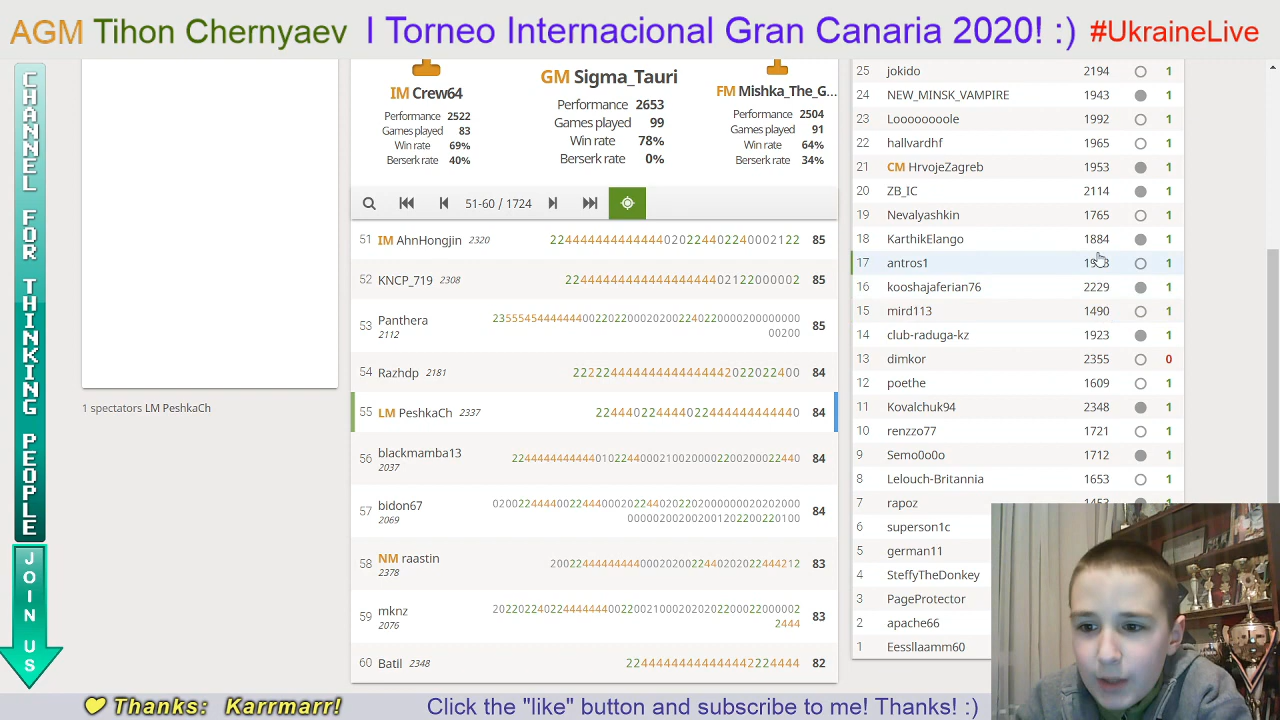 AGM Tihon Chernyaev I Torneo Internacional Gran Canaria 2020! :) #UkraineLive
CHANNEL FOR THINKING PEOPLE
JOIN US
1 spectators LM PeshkaCh
IM Crew64
Performance 2522
Games played 83
Win rate 69%
Berserk rate 40%
GM Sigma_Tauri
Performance 2653
Games played 99
Win rate 78%
Berserk rate 0%
FM Mishka_The_G...
Performance 2504
Games played 91
Win rate 64%
Berserk rate 34%
51-60 / 1724
51 IM AhnHongjin 2320 22444444444444020224402240002122 85
52 KNCP_719 2308 85
53 Panthera 2112 85
54 Razhdp 2181 84
55 LM PeshkaCh 2337 84
56 blackmamba13 2037 84
57 bidon67 2069 84
58 NM raastin 2378 83
59 mknz 2076 83
60 Batil 2348 82
25 jokido 2194 1
24 NEW_MINSK_VAMPIRE 1943 1
23 Looooooole 1992 1
22 hallvardhf 1965 1
21 CM HrvojeZagreb 1953 1
20 ZB_IC 2114 1
19 Nevalyashkin 1765 1
18 KarthikElango 1884 1
17 antros1 1
16 kooshajaferian76 2229 1
15 mird113 1490 1
14 club-raduga-kz 1923 1
13 dimkor 2355 0
12 poethe 1609 1
11 Kovalchuk94 2348 1
10 renzzo77 1721 1
9 Semo0o0o 1712 1
8 Lelouch-Britannia 1653 1
7 rapoz
6 superson1c
5 german11
4 SteffyTheDonkey
3 PageProtector
2 apache66
1 Eessllaamm60
Thanks: Karrmarr!
Click the "like" button and subscribe to me! Thanks! :)